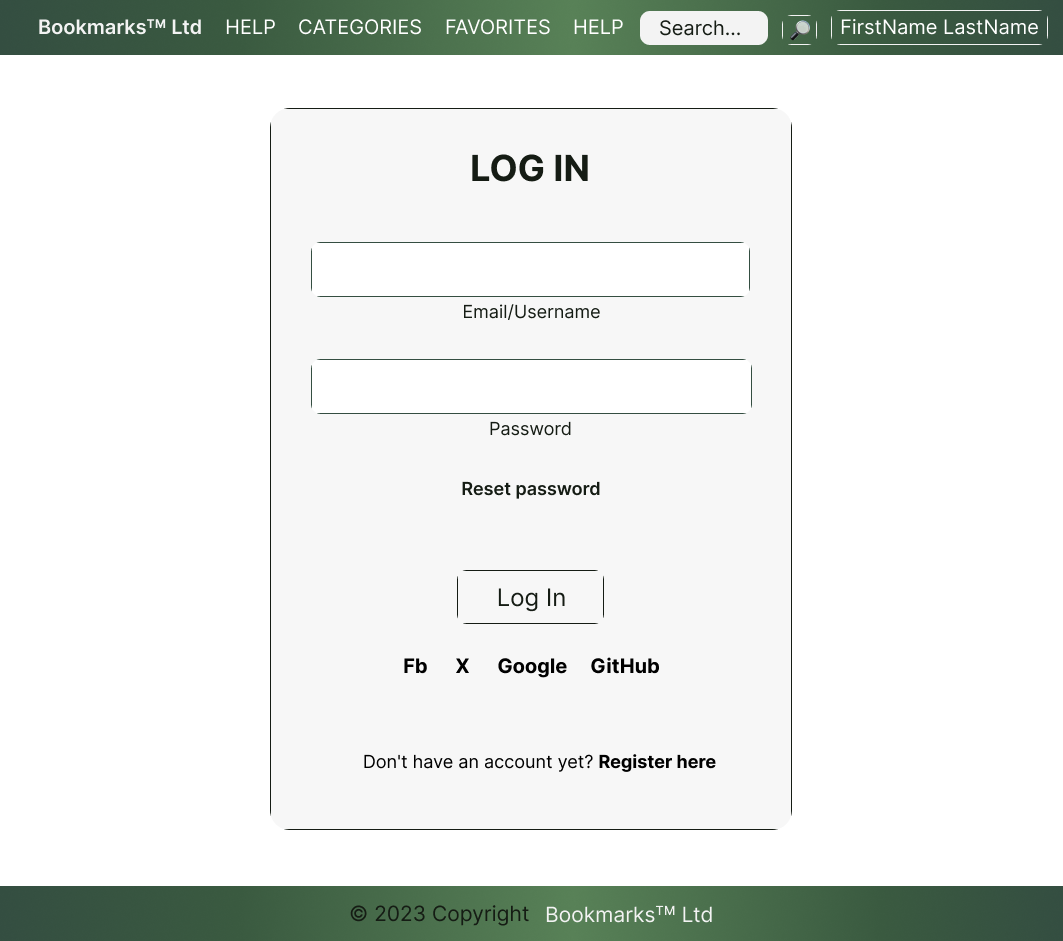 Bookmarks™ Ltd HELP CATEGORIES FAVORITES HELP Search... FirstName LastName
LOG IN
Email/Username
Password
Reset password
Log In
Fb X Google GitHub
Don't have an account yet? Register here
© 2023 Copyright Bookmarks™ Ltd